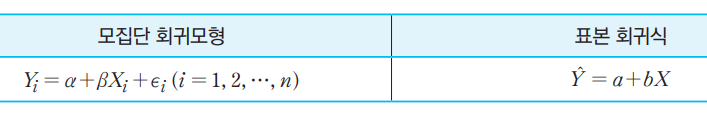 모집단 회귀모형 표본 회귀식
Yᵢ = α+βXᵢ+ϵᵢ (i = 1, 2, ⋯, n) Ŷ = a+bX